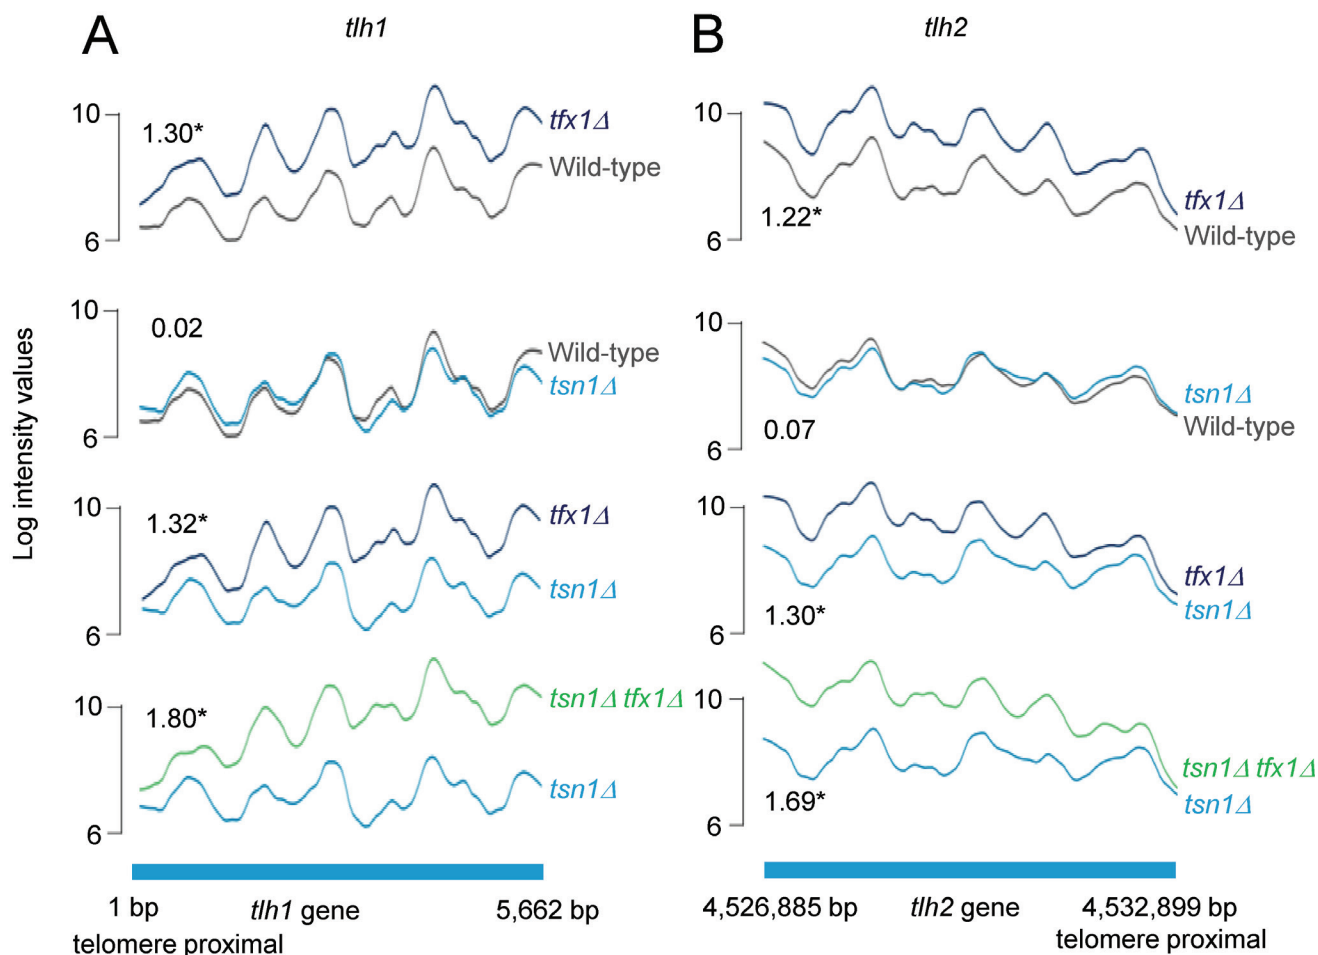 A
tlh1
10
6
1.30*
tfx1Δ
Wild-type
10
6
0.02
Wild-type
tsn1Δ
10
6
1.32*
tfx1Δ
tsn1Δ
10
6
1.80*
tsn1Δ tfx1Δ
tsn1Δ
Log intensity values
1 bp
tlh1 gene
5,662 bp
telomere proximal
B
tlh2
10
6
1.22*
tfx1Δ
Wild-type
10
6
0.07
tsn1Δ
Wild-type
10
6
1.30*
tfx1Δ
tsn1Δ
10
6
1.69*
tsn1Δ tfx1Δ
tsn1Δ
4,526,885 bp
tlh2 gene
4,532,899 bp
telomere proximal